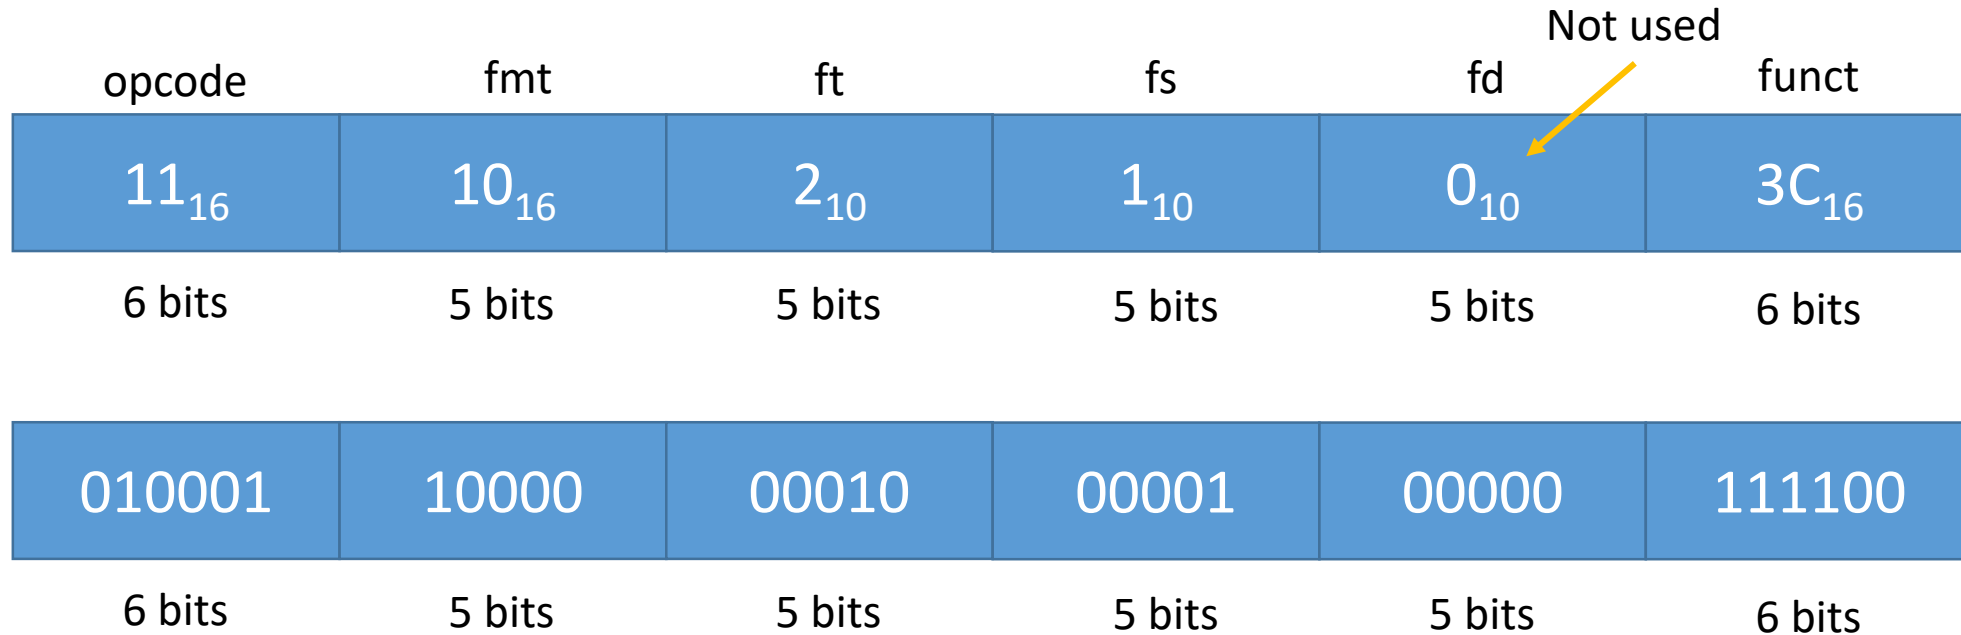 Not used
opcode fmt ft fs fd funct
11₁₆ 10₁₆ 2₁₀ 1₁₀ 0₁₀ 3C₁₆
6 bits 5 bits 5 bits 5 bits 5 bits 6 bits
010001 10000 00010 00001 00000 111100
6 bits 5 bits 5 bits 5 bits 5 bits 6 bits